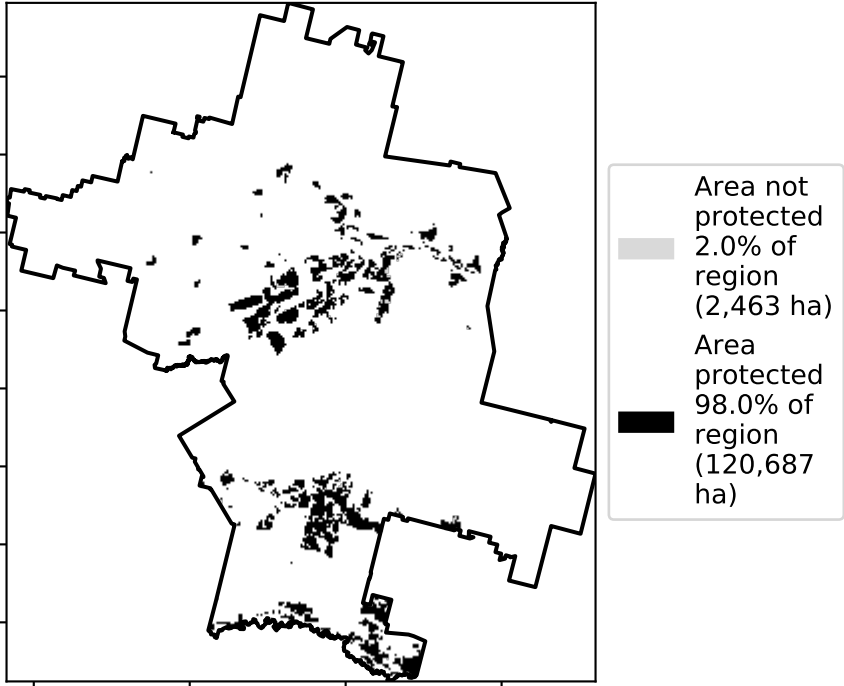 Area not
protected
2.0% of
region
(2,463 ha)
Area
protected
98.0% of
region
(120,687
ha)